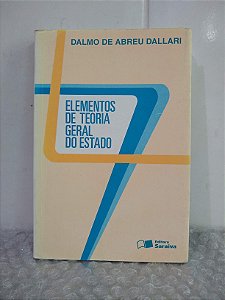 DALMO DE ABREU DALLARI
ELEMENTOS
DE TEORIA
GERAL
DO ESTADO
Editora
Saraiva